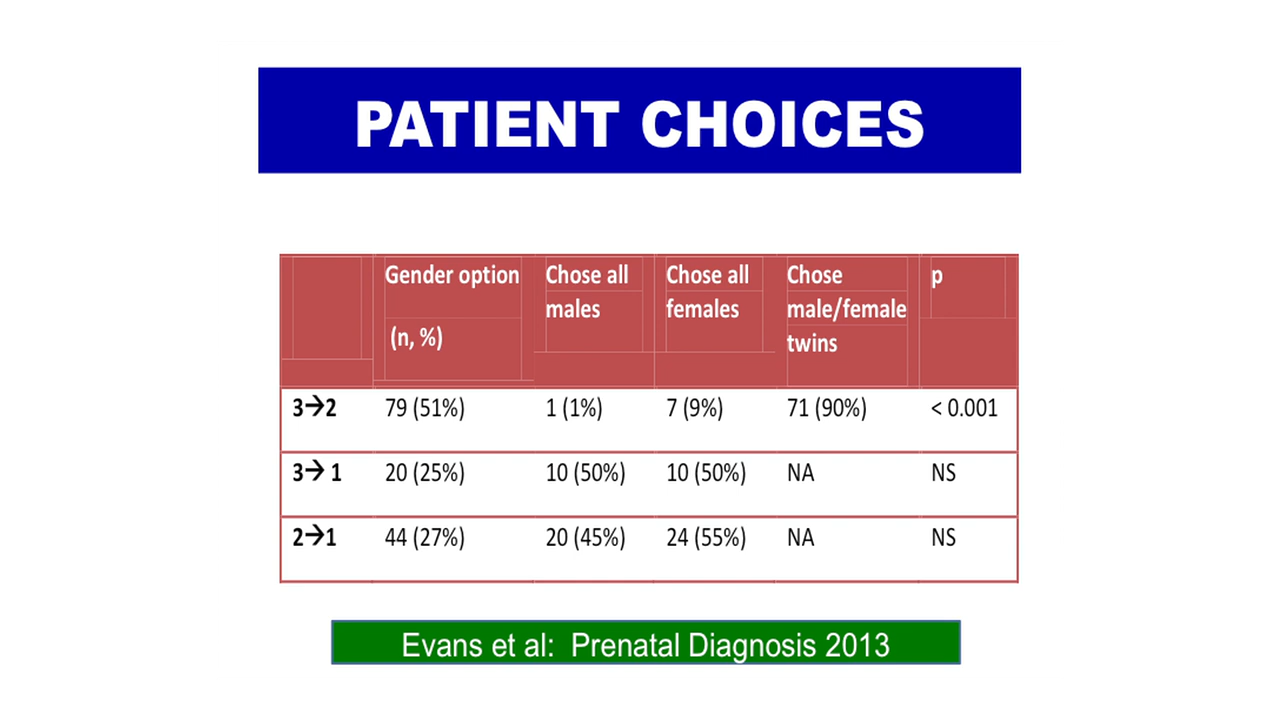 PATIENT CHOICES
Gender option (n, %) Chose all males Chose all females Chose male/female twins p
3→2 79 (51%) 1 (1%) 7 (9%) 71 (90%) < 0.001
3→ 1 20 (25%) 10 (50%) 10 (50%) NA NS
2→1 44 (27%) 20 (45%) 24 (55%) NA NS
Evans et al: Prenatal Diagnosis 2013